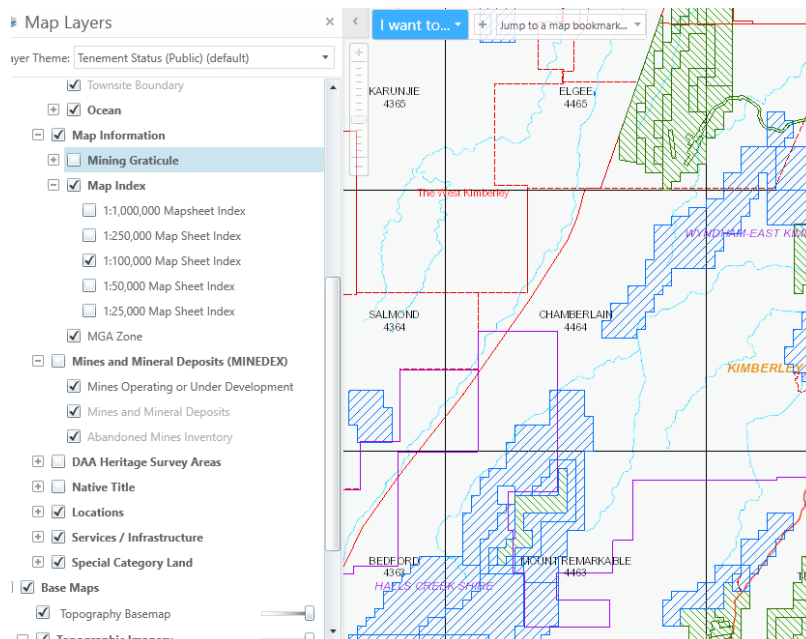 Map Layers
ayer Theme: Tenement Status (Public) (default)
Townsite Boundary
Ocean
Map Information
Mining Graticule
Map Index
1:1,000,000 Mapsheet Index
1:250,000 Map Sheet Index
1:100,000 Map Sheet Index
1:50,000 Map Sheet Index
1:25,000 Map Sheet Index
MGA Zone
Mines and Mineral Deposits (MINEDEX)
Mines Operating or Under Development
Mines and Mineral Deposits
Abandoned Mines Inventory
DAA Heritage Survey Areas
Native Title
Locations
Services / Infrastructure
Special Category Land
Base Maps
Topography Basemap
Topographic Imagery
I want to...
Jump to a map bookmark...
KARUNJIE
4365
ELGEE
4465
The West Kimberley
WYNDHAM-EAST KIM
SALMOND
4364
CHAMBERLAIN
4464
KIMBERLEY
BEDFORD
4363
MOUNT REMARKABLE
4463
HALLS CREEK SHIRE